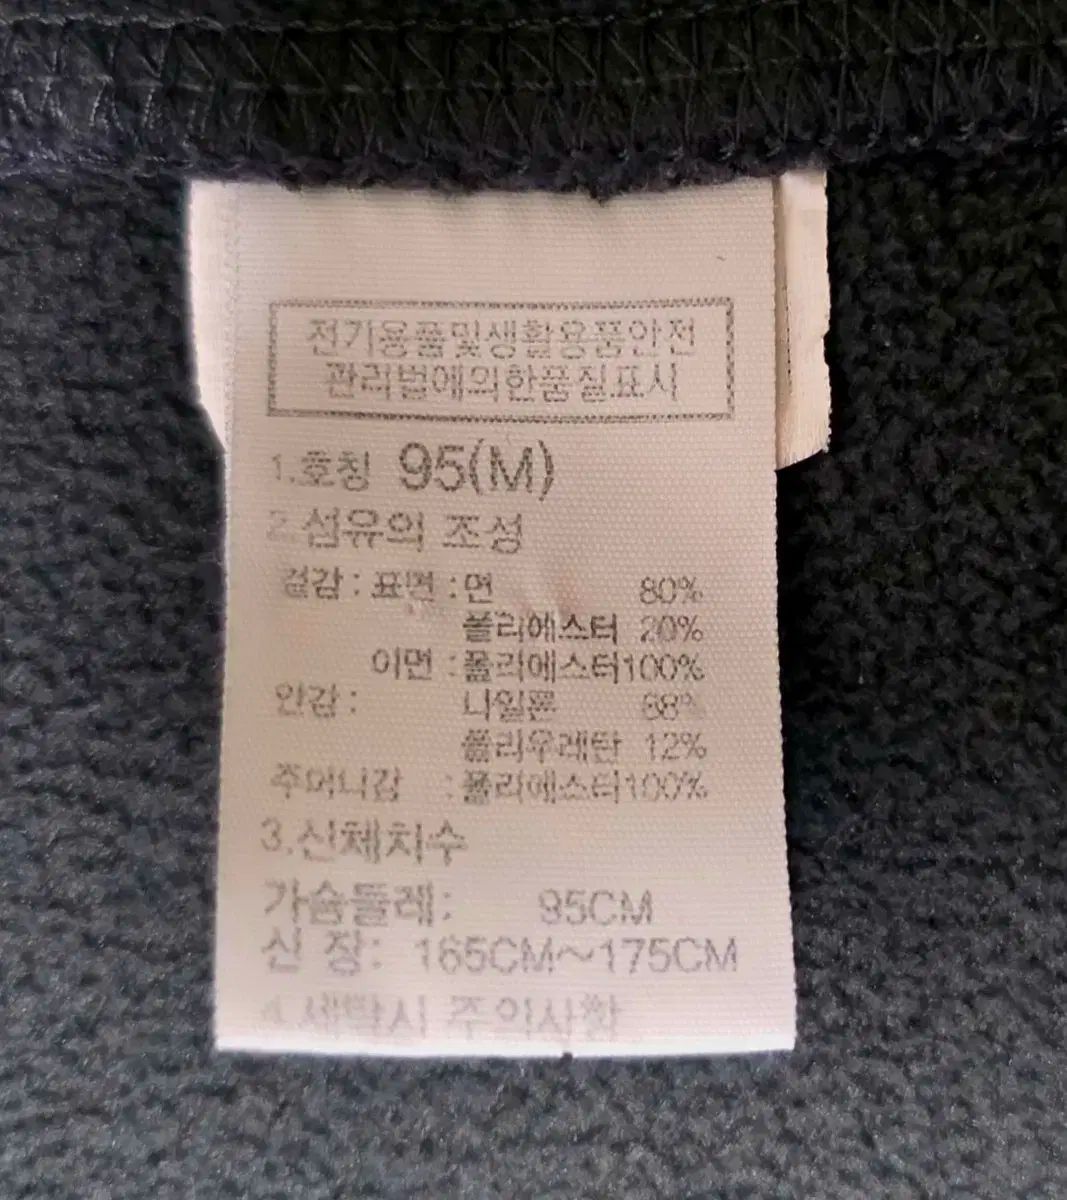 전기용품및생활용품안전
관리법에의한품질표시
1.호칭 95(M)
2.섬유의 조성
겉감 : 표면 : 면 80%
폴리에스터 20%
이면 : 폴리에스터100%
안감 : 나일론
폴리우레탄 12%
주머니감 : 폴리에스터100%
3.신체치수
가슴둘레: 95CM
신 장: 165CM~175CM
4.세탁시 주의사항